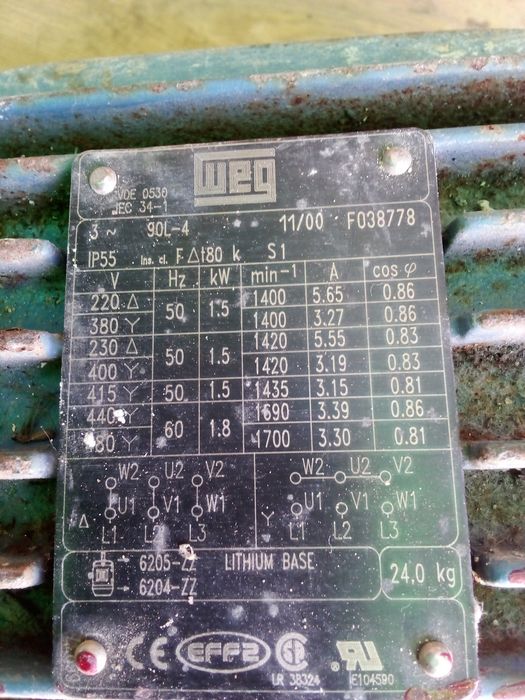 WEG
VDE 0530
IEC 34-1
3 ~ 90L-4 11/00 F038778
IP55 Ins. cl. F Δt80 k S1
V Hz kW min-1 A cos φ
220 Δ 50 1.5 1400 5.65 0.86
380 Y 1400 3.27 0.86
230 Δ 50 1.5 1420 5.55 0.83
400 Y 1420 3.19 0.83
415 Y 50 1.5 1435 3.15 0.81
440 Y 60 1.8 1690 3.39 0.86
480 Y 1700 3.30 0.81
W2 U2 V2 W2 U2 V2
U1 V1 W1 U1 V1 W1
Δ L1 L2 L3 Y L1 L2 L3
6205-ZZ LITHIUM BASE
6204-ZZ 24,0 kg
CE EFF2 LR 38324 E104590